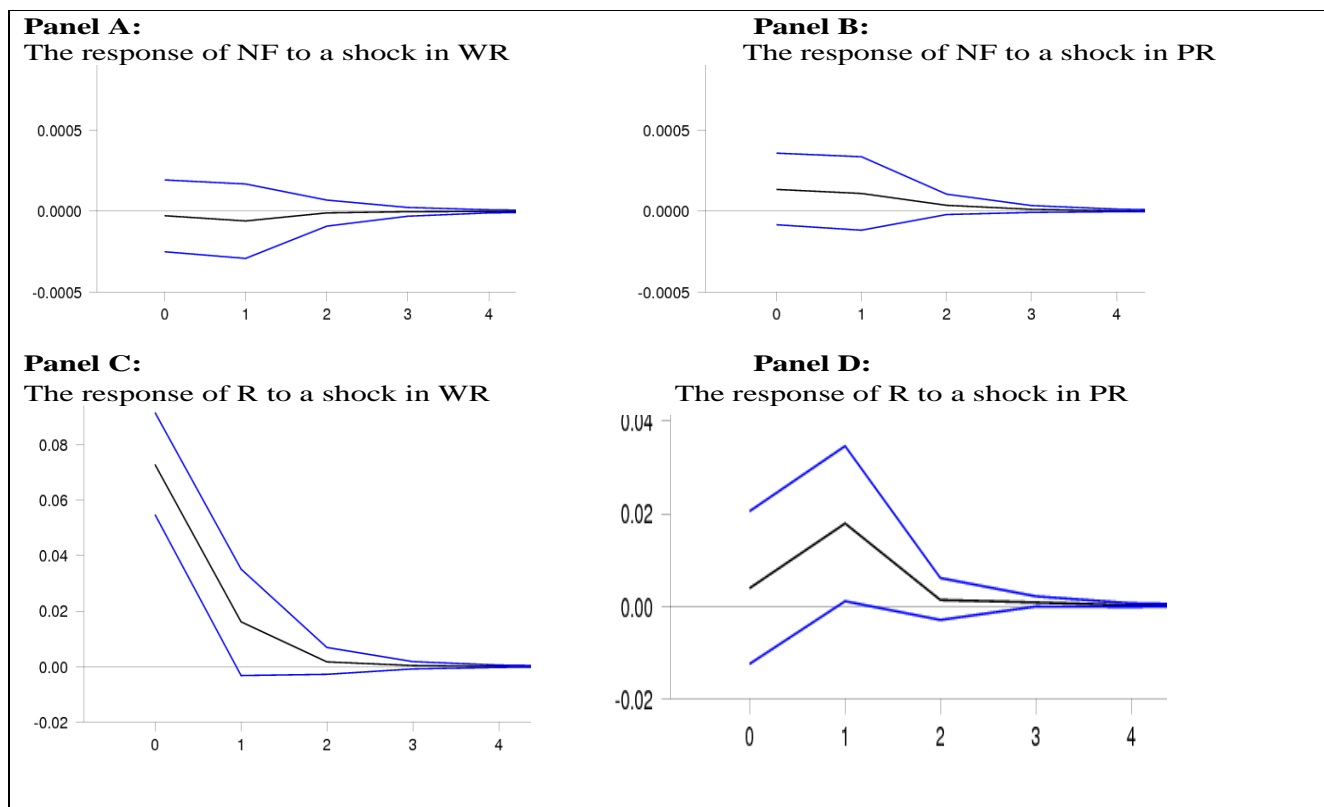 Panel A:
The response of NF to a shock in WR
0.0005
0.0000
-0.0005
0 1 2 3 4
Panel B:
The response of NF to a shock in PR
0.0005
0.0000
-0.0005
0 1 2 3 4
Panel C:
The response of R to a shock in WR
0.08
0.06
0.04
0.02
0.00
-0.02
0 1 2 3 4
Panel D:
The response of R to a shock in PR
0.04
0.02
0.00
-0.02
0 1 2 3 4